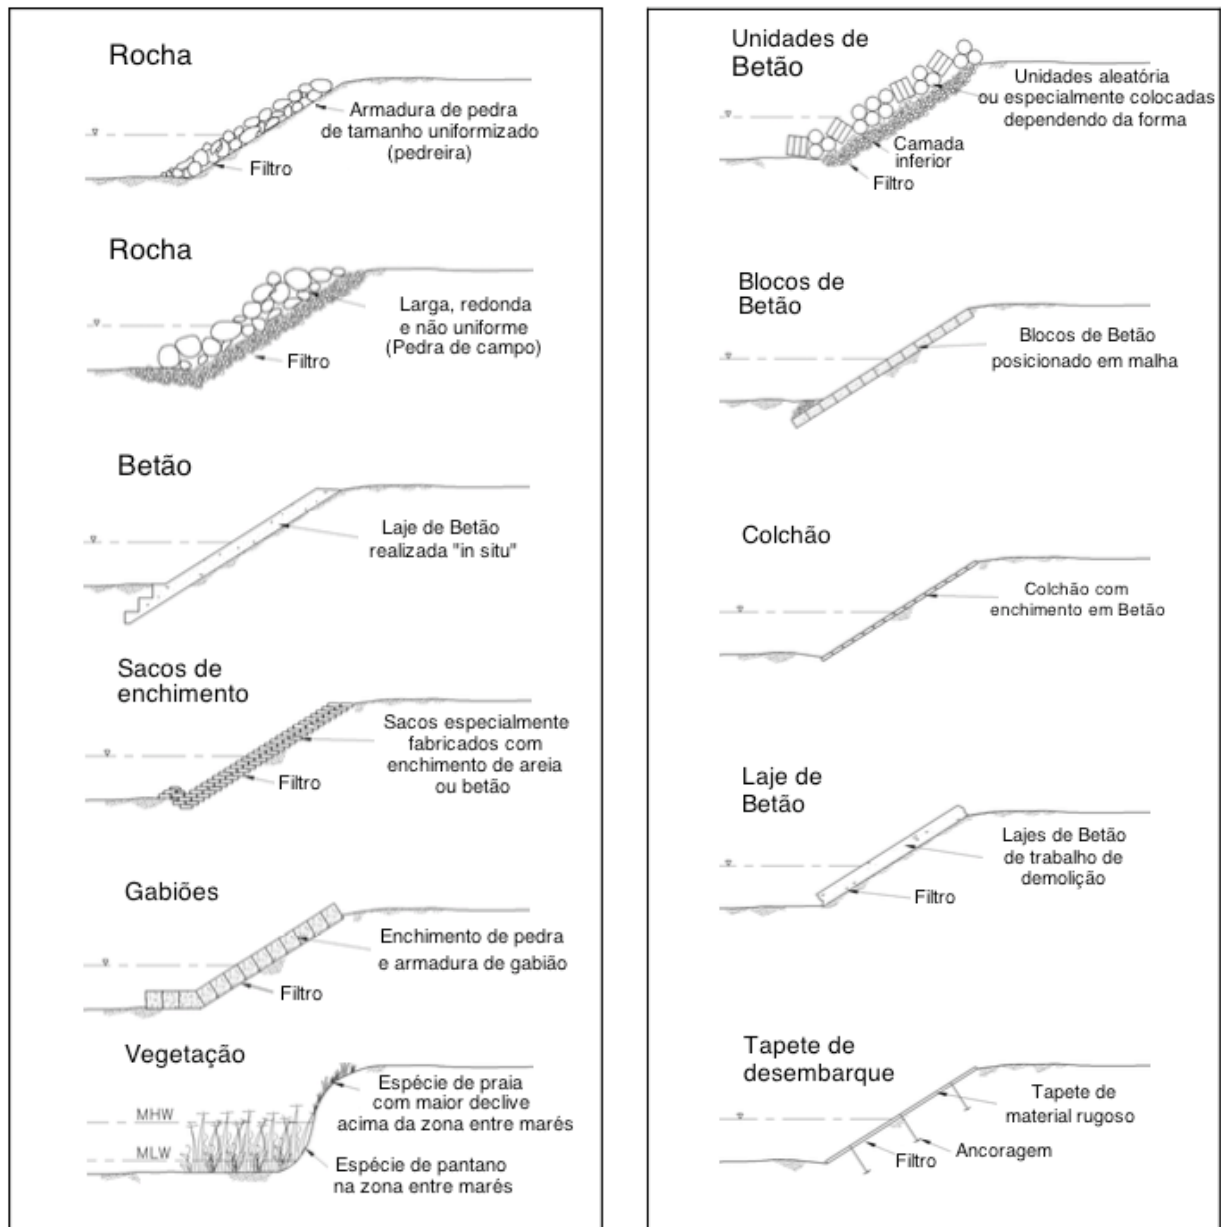 Rocha
Armadura de pedra
de tamanho uniformizado
(pedreira)
Filtro
Rocha
Larga, redonda
e não uniforme
(Pedra de campo)
Filtro
Betão
Laje de Betão
realizada "in situ"
Sacos de
enchimento
Sacos especialmente
fabricados com
enchimento de areia
ou betão
Filtro
Gabiões
Enchimento de pedra
e armadura de gabião
Filtro
Vegetação
Espécie de praia
com maior declive
acima da zona entre marés
MHW
MLW
Espécie de pantano
na zona entre marés
Unidades de
Betão
Unidades aleatória
ou especialmente colocadas
dependendo da forma
Camada
inferior
Filtro
Blocos de
Betão
Blocos de Betão
posicionado em malha
Colchão
Colchão com
enchimento em Betão
Laje de
Betão
Lajes de Betão
de trabalho de
demolição
Filtro
Tapete de
desembarque
Tapete de
material rugoso
Ancoragem
Filtro